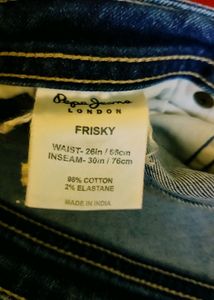 Pepe Jeans
LONDON
FRISKY
WAIST- 26in / 66cm
INSEAM- 30in / 76cm
98% COTTON
2% ELASTANE
MADE IN INDIA